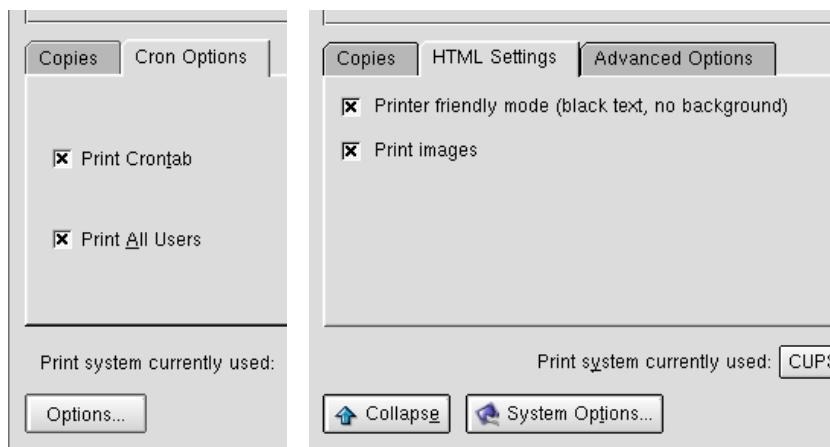 Copies Cron Options
Print Crontab
Print All Users
Print system currently used:
Options...
Copies HTML Settings Advanced Options
Printer friendly mode (black text, no background)
Print images
Print system currently used: CUPS
Collapse System Options...